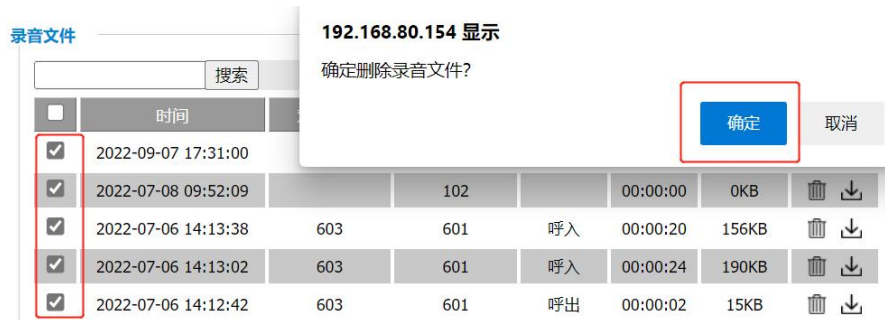 录音文件
192.168.80.154 显示
确定删除录音文件?
确定 取消
搜索
时间
2022-09-07 17:31:00
2022-07-08 09:52:09 102 00:00:00 0KB
2022-07-06 14:13:38 603 601 呼入 00:00:20 156KB
2022-07-06 14:13:02 603 601 呼入 00:00:24 190KB
2022-07-06 14:12:42 603 601 呼出 00:00:02 15KB